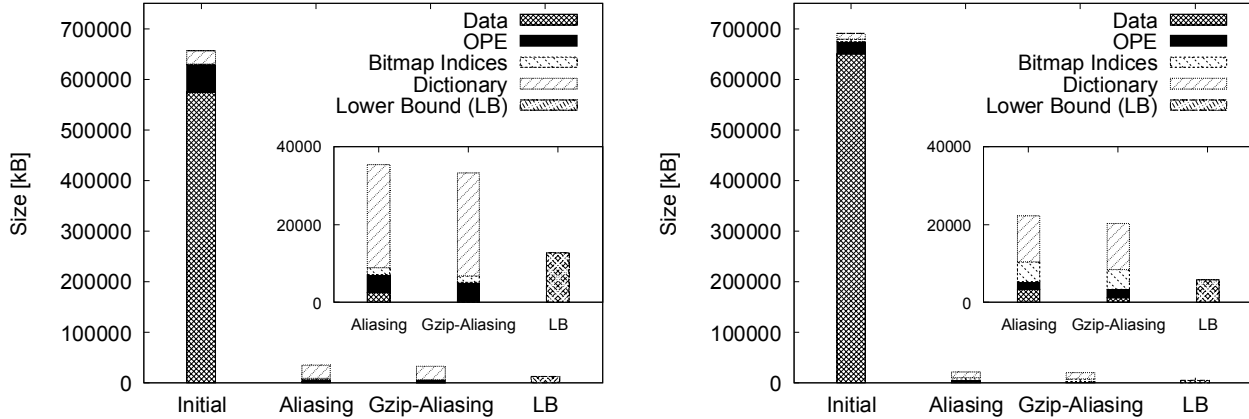 Size [kB]
700000
600000
500000
400000
300000
200000
100000
0
Data
OPE
Bitmap Indices
Dictionary
Lower Bound (LB)
40000
20000
0
Aliasing Gzip-Aliasing LB
Initial Aliasing Gzip-Aliasing LB
Size [kB]
700000
600000
500000
400000
300000
200000
100000
0
Data
OPE
Bitmap Indices
Dictionary
Lower Bound (LB)
40000
20000
0
Aliasing Gzip-Aliasing LB
Initial Aliasing Gzip-Aliasing LB